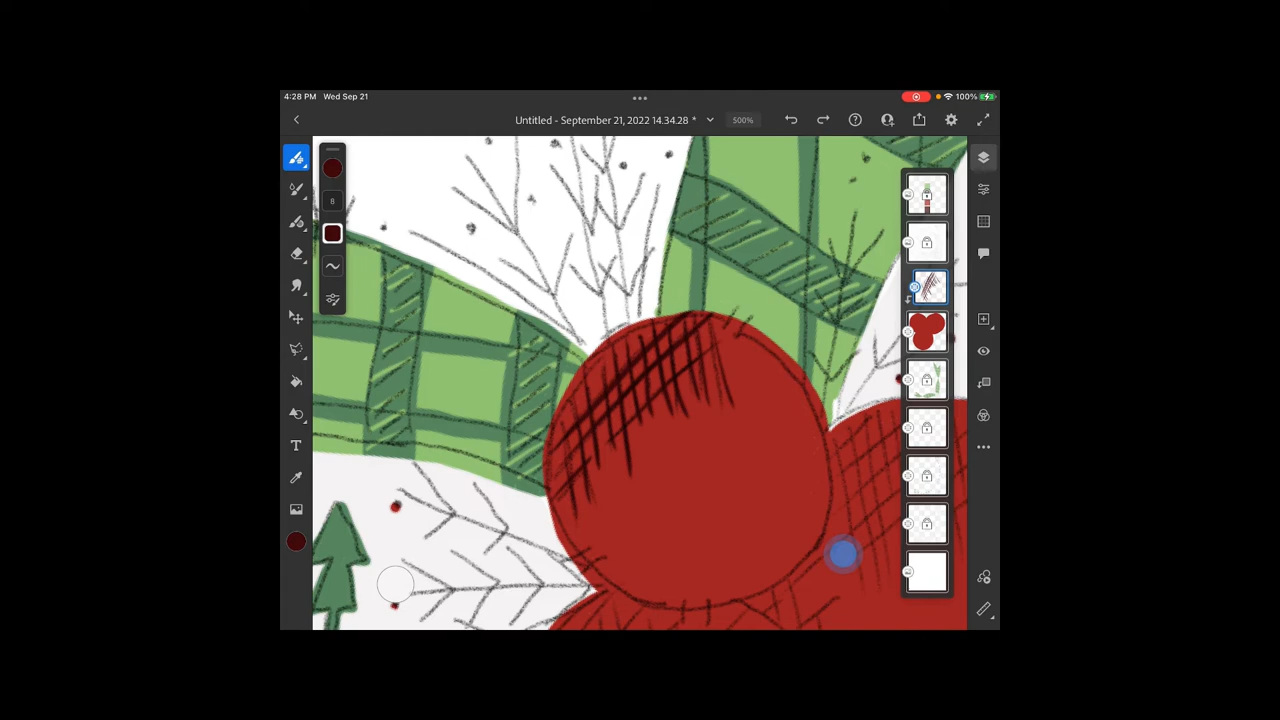 4:28 PM Wed Sep 21
100%
Untitled - September 21, 2022 14.34.28 *
500%
8
T